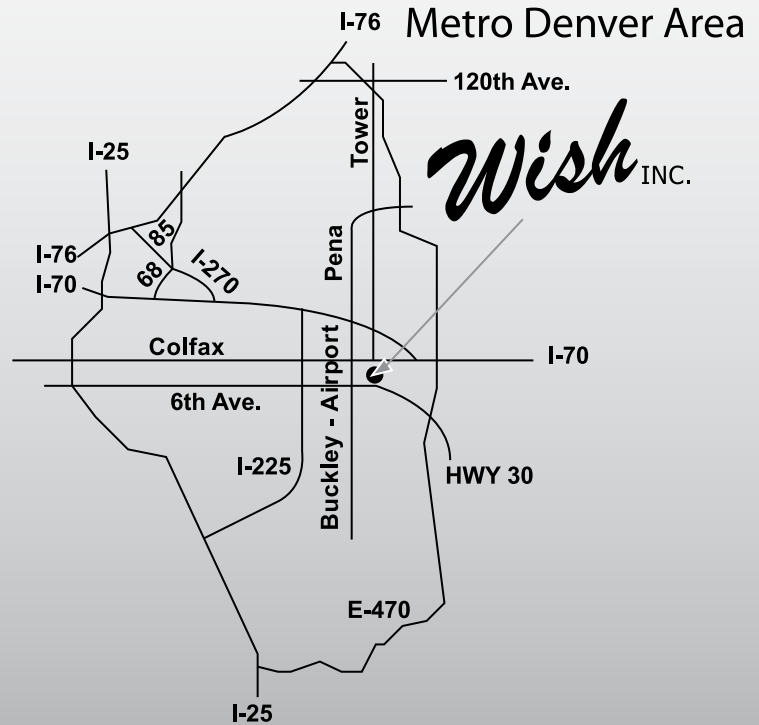 I-76
Metro Denver Area
120th Ave.
Tower
I-25
Wish INC.
85
I-76
68
I-270
Pena
I-70
Colfax
I-70
6th Ave.
Buckley - Airport
I-225
HWY 30
E-470
I-25